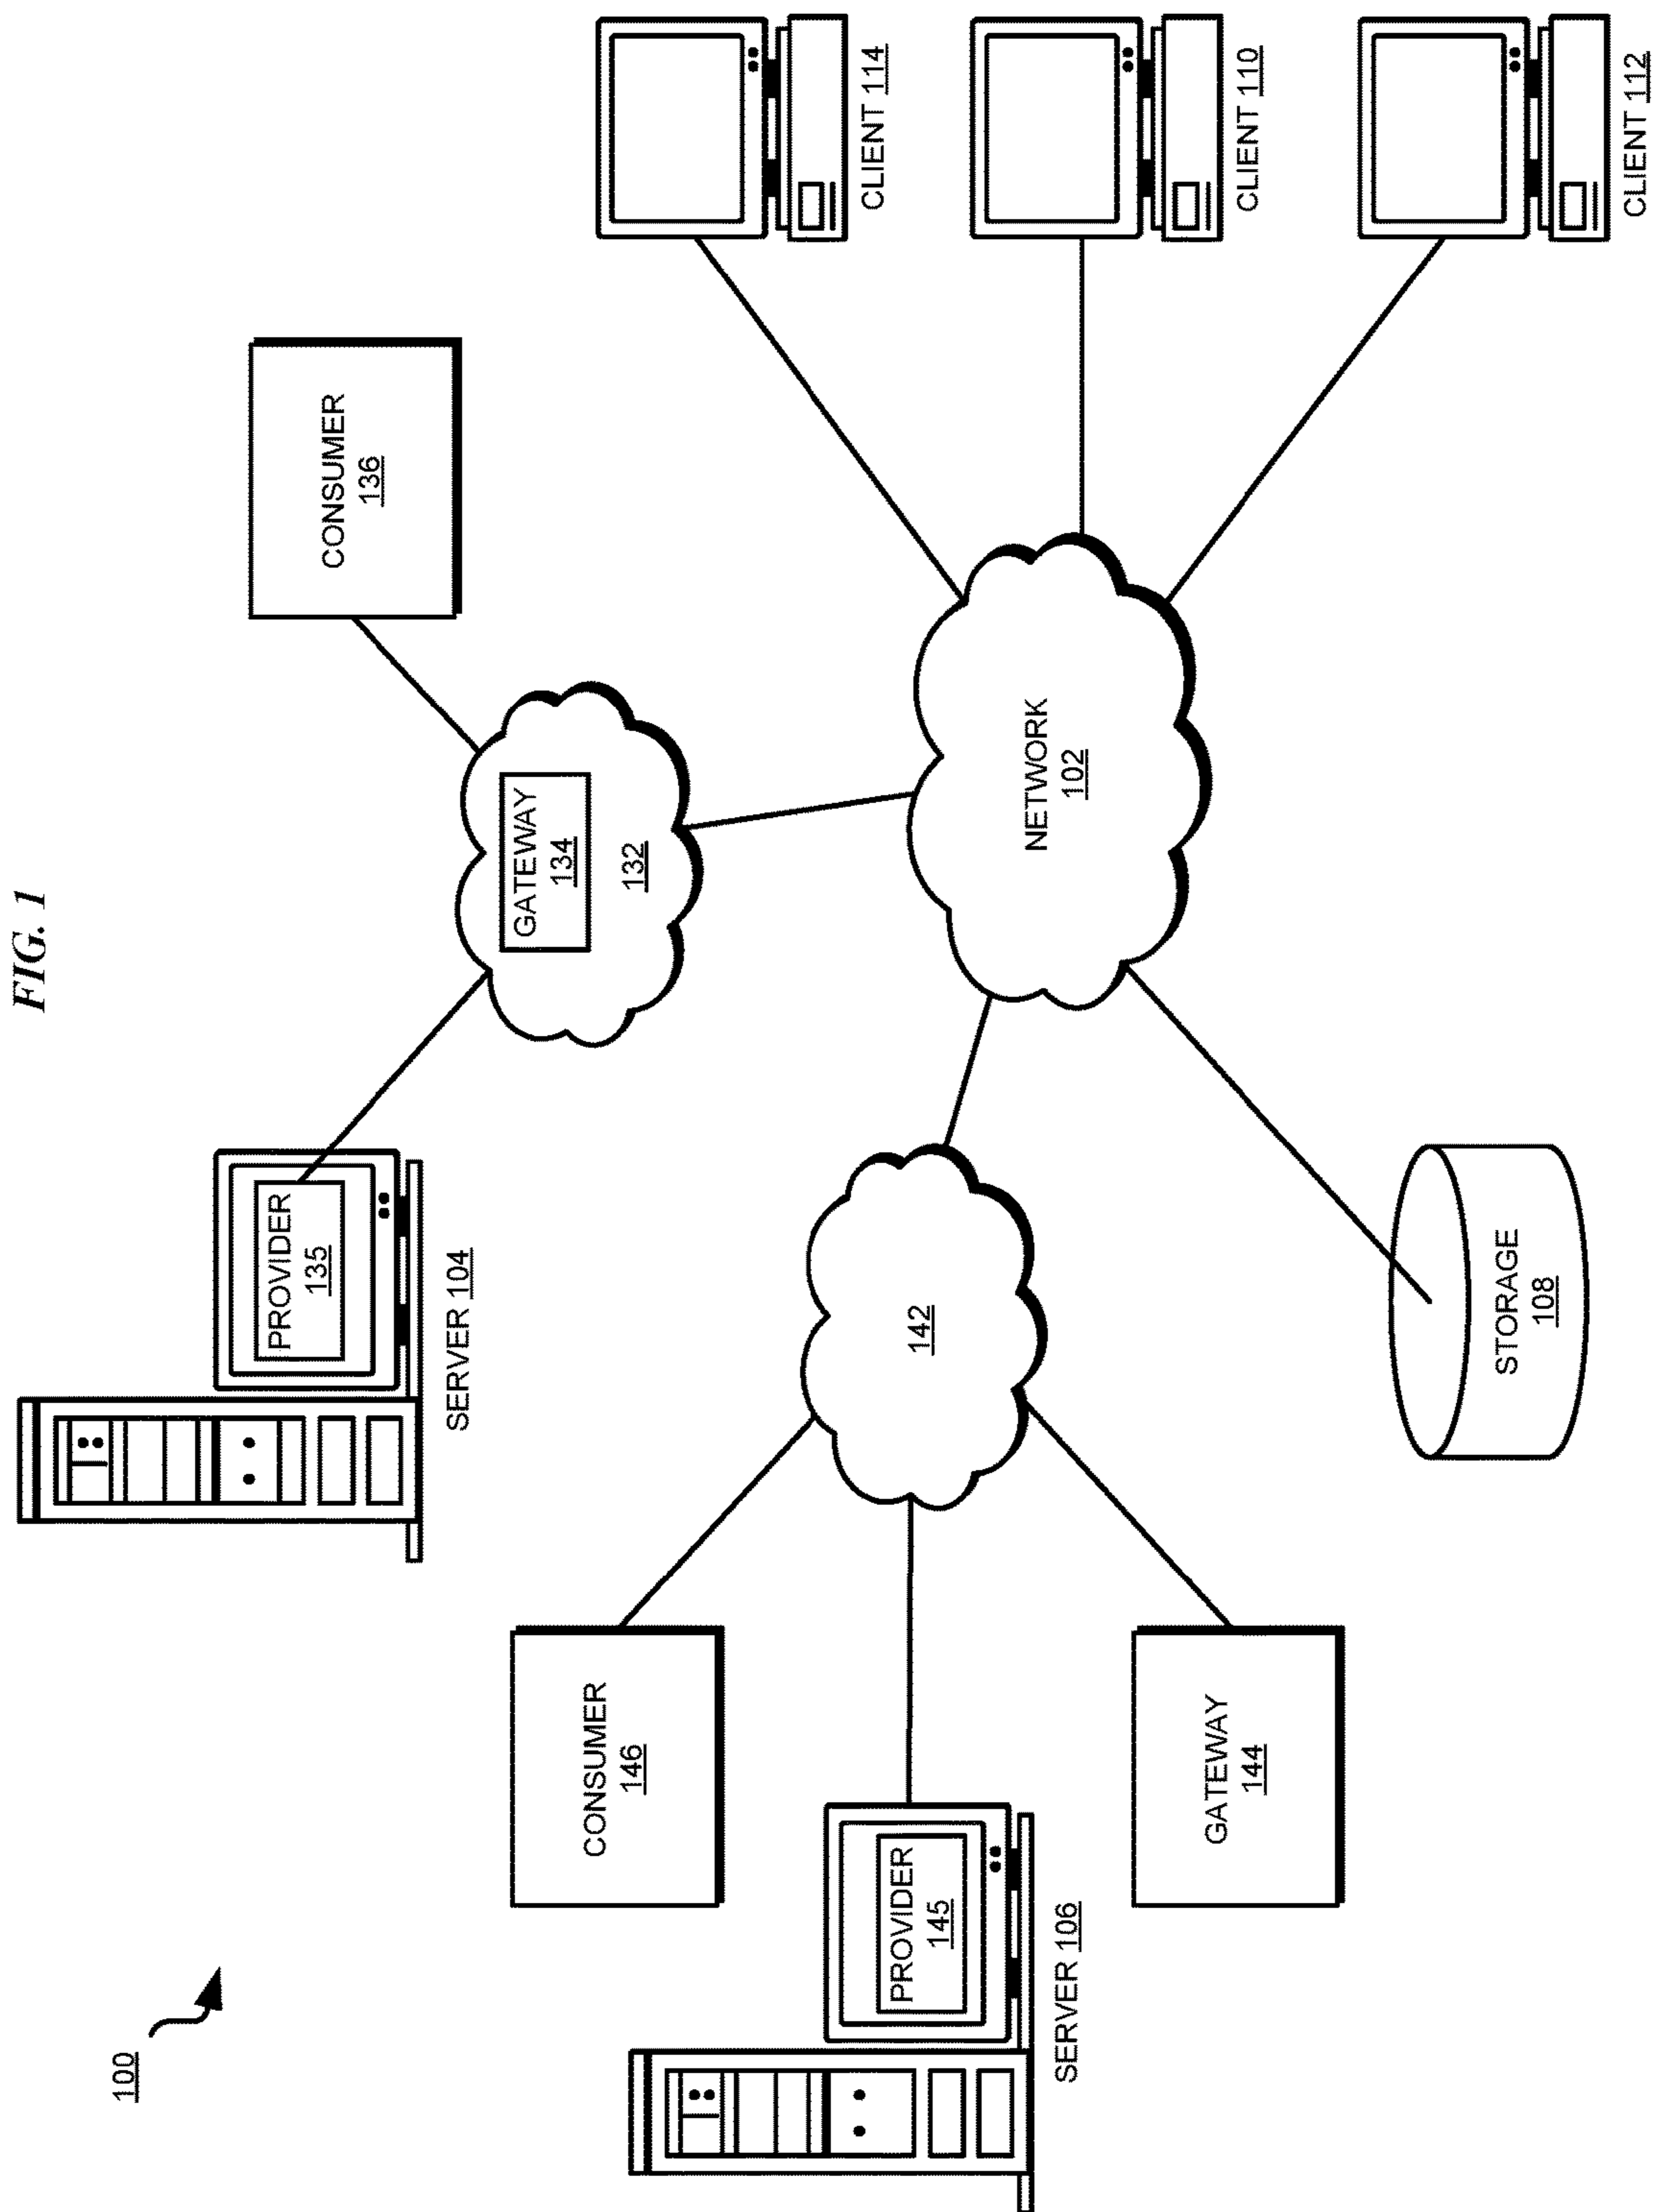 FIG. 1
100
PROVIDER
135
SERVER 104
CONSUMER
136
GATEWAY
134
132
CONSUMER
146
PROVIDER
145
SERVER 106
GATEWAY
144
142
NETWORK
102
STORAGE
108
CLIENT 114
CLIENT 110
CLIENT 112